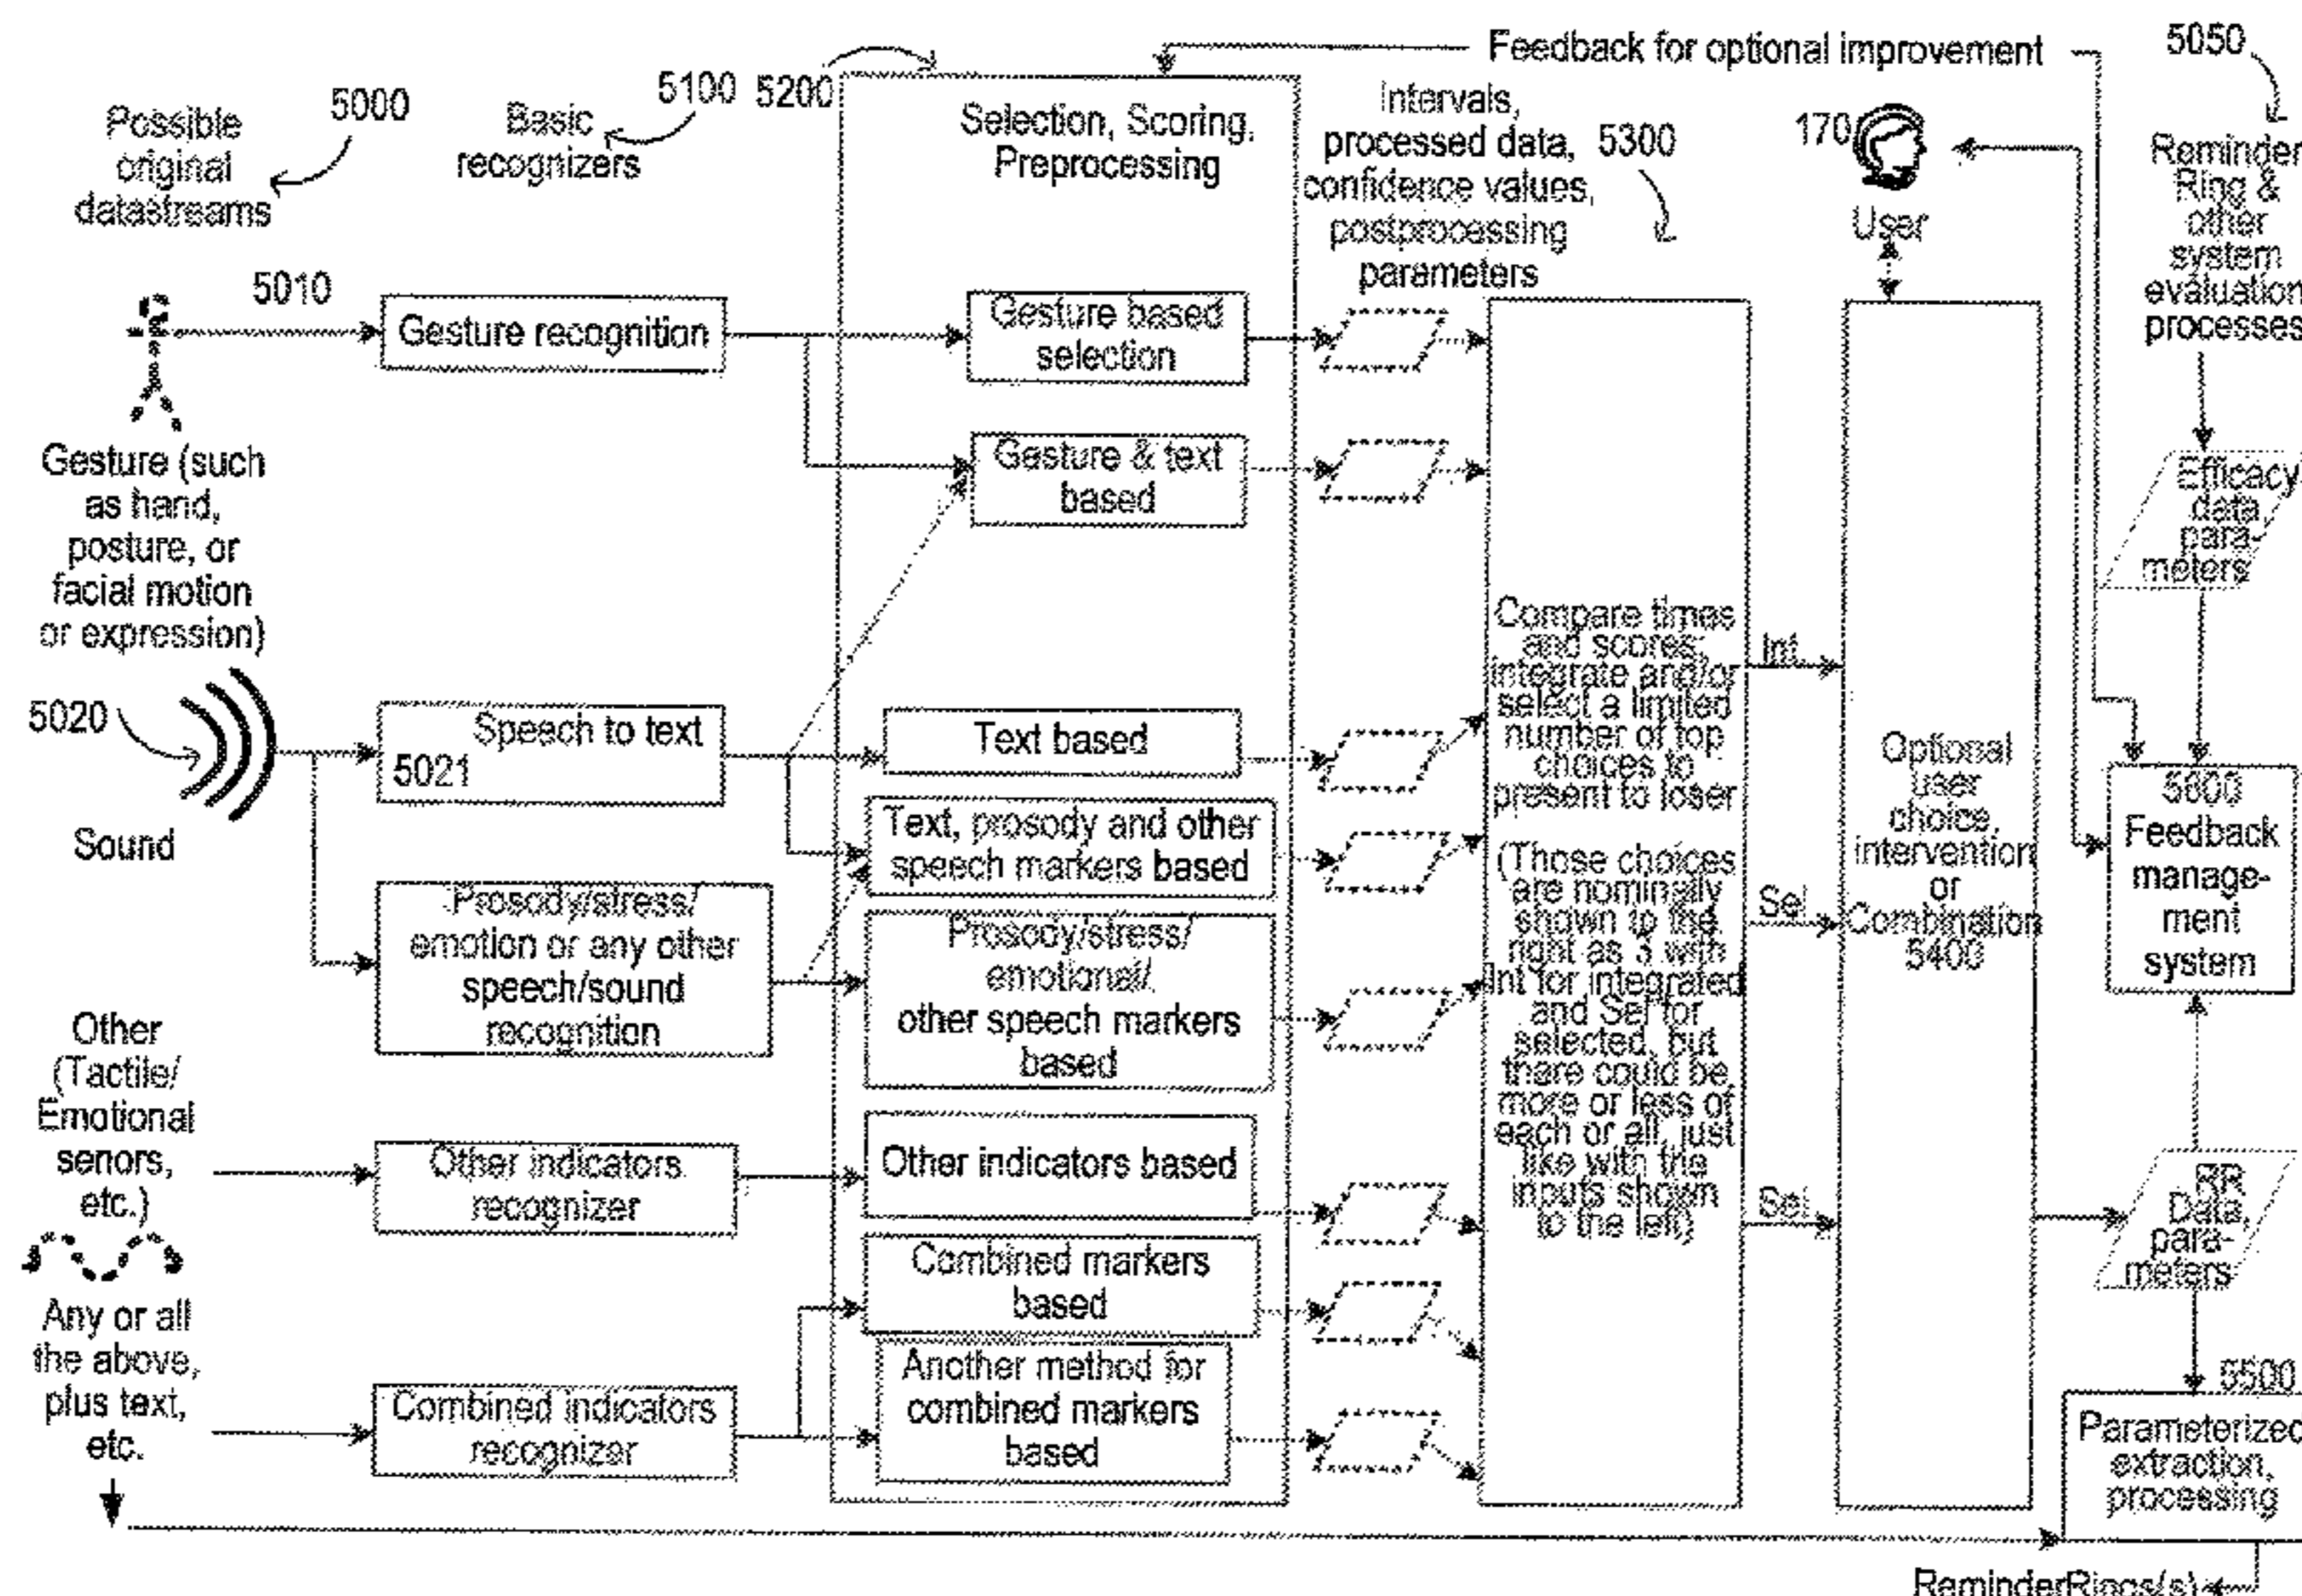 Feedback for optional improvement
5050
5000
5100
5200
Possible
original
datastreams
Basic
recognizers
Selection, Scoring,
Preprocessing
Intervals,
processed data,
confidence values,
postprocessing
parameters
5300
170
User
Reminder
Ring &
other
system
evaluation
processes
5010
Gesture recognition
Gesture based
selection
Gesture & text
based
Gesture (such
as hand,
posture, or
facial motion
or expression)
Efficacy
data
para-
meters
5020
Sound
Speech to text
5021
Text based
Text, prosody and other
speech markers based
Prosody/stress/
emotion or any other
speech/sound
recognition
Prosody/stress/
emotional/
other speech markers
based
Compare times
and scores,
integrate and/or
select a limited
number of top
choices to
present to loser
(Those choices
are nominally
shown to the
right as 3 with
Int for integrated
and Sel for
selected, but
there could be
more or less of
each or all, just
like with the
inputs shown
to the left)
Int
Sel
Sel
Optional
user
choice,
intervention
or
Combination
5400
Feedback
manage-
ment
system
Other
(Tactile/
Emotional
senors,
etc.)
Other indicators
recognizer
Other indicators based
Combined markers
based
Any or all
the above,
plus text,
etc.
Combined indicators
recognizer
Another method for
combined markers
based
RR
Data,
para-
meters
Parameterized
extraction,
processing